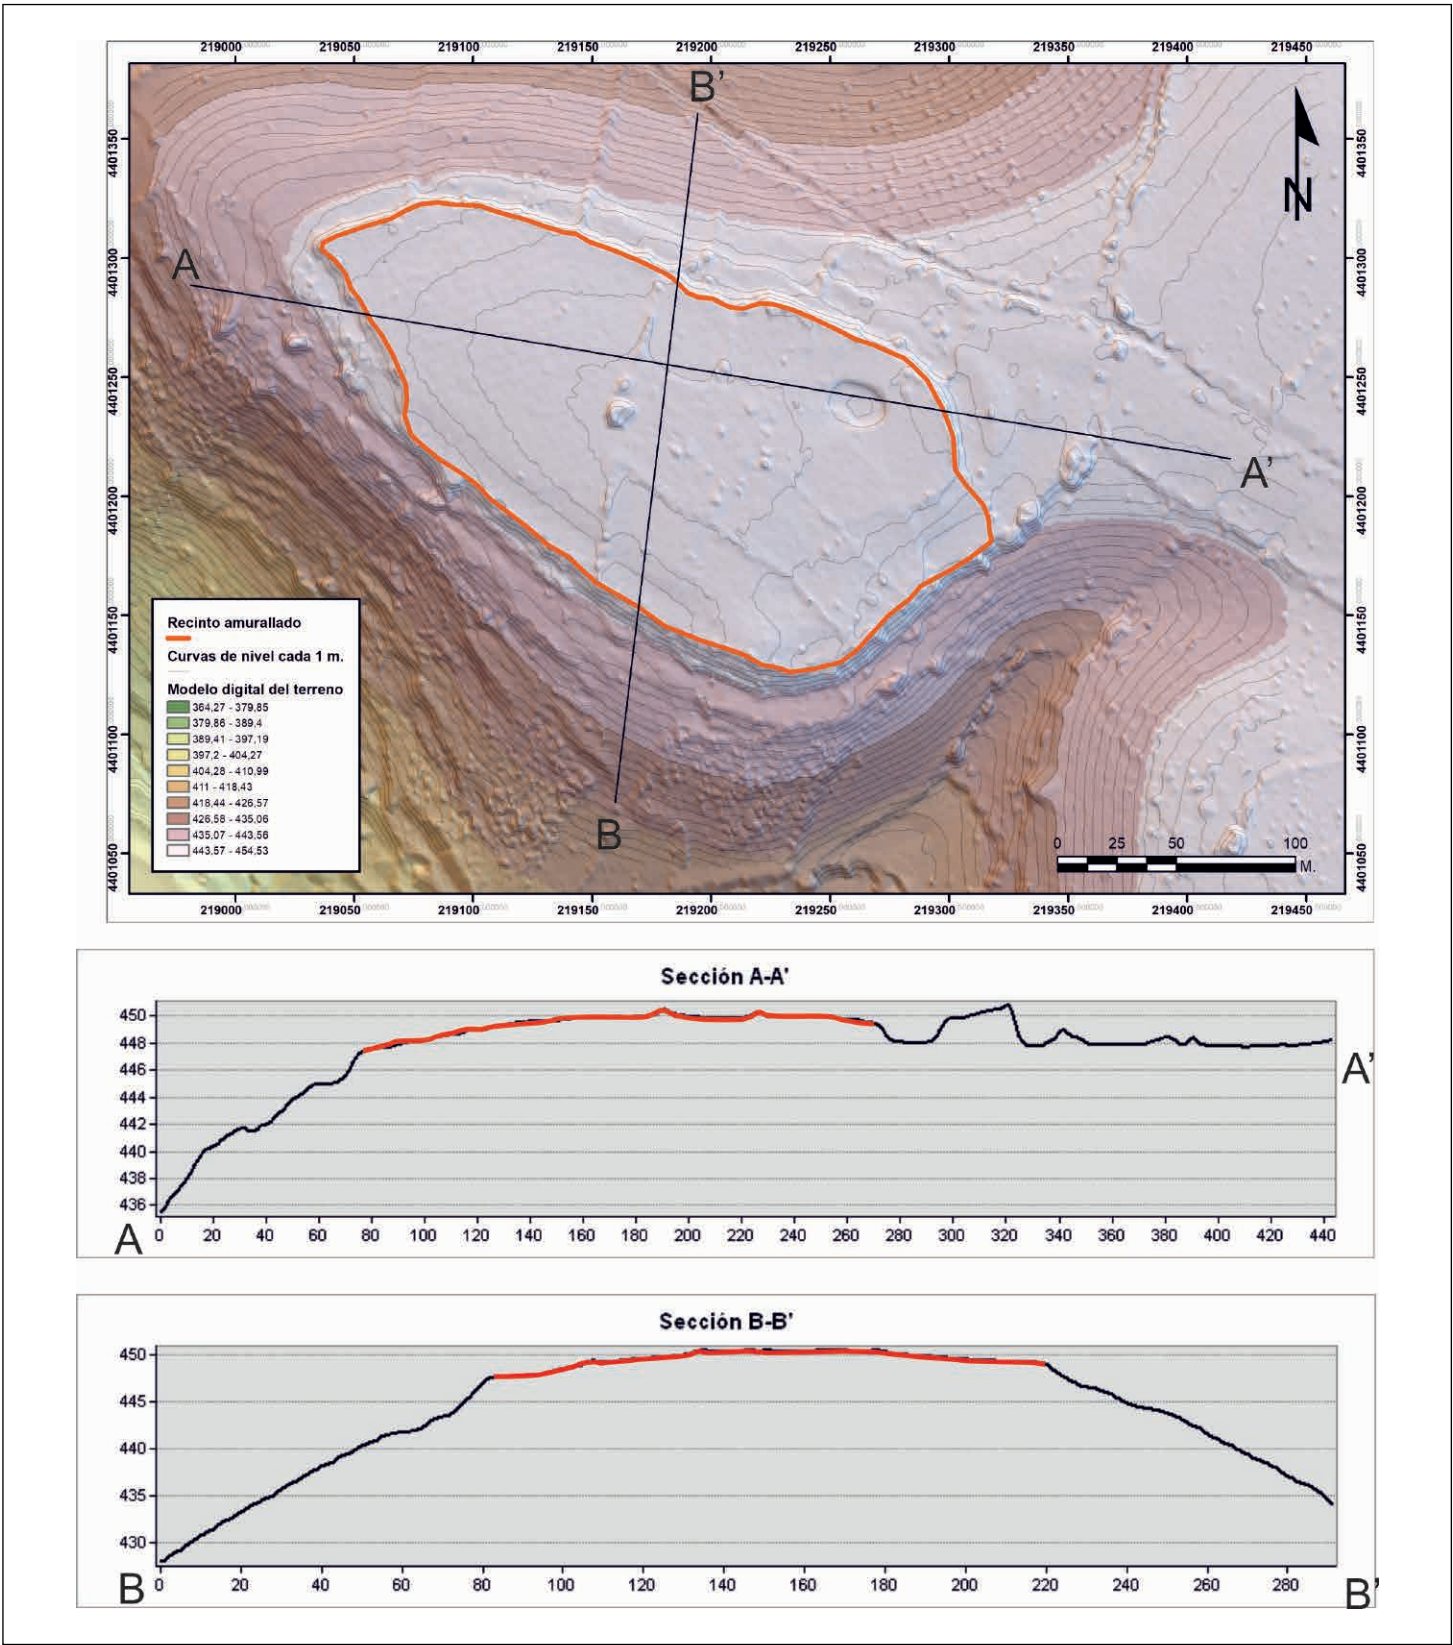 219000 219050 219100 219150 219200 219250 219300 219350 219400 219450
B’
N
A
A’
B
4401350 4401300 4401250 4401200 4401150 4401100 4401050
4401350 4401300 4401250 4401200 4401150 4401100 4401050
Recinto amurallado
Curvas de nivel cada 1 m.
Modelo digital del terreno
364,27 - 379,85
379,86 - 389,4
389,41 - 397,19
397,2 - 404,27
404,28 - 410,99
411 - 418,43
418,44 - 426,57
426,58 - 435,06
435,07 - 443,56
443,57 - 454,53
0 25 50 100
M.
219000 219050 219100 219150 219200 219250 219300 219350 219400 219450
Sección A-A’
450
448
446
444
442
440
438
436
A’
A
0 20 40 60 80 100 120 140 160 180 200 220 240 260 280 300 320 340 360 380 400 420 440
Sección B-B’
450
445
440
435
430
B
0 20 40 60 80 100 120 140 160 180 200 220 240 260 280
B’